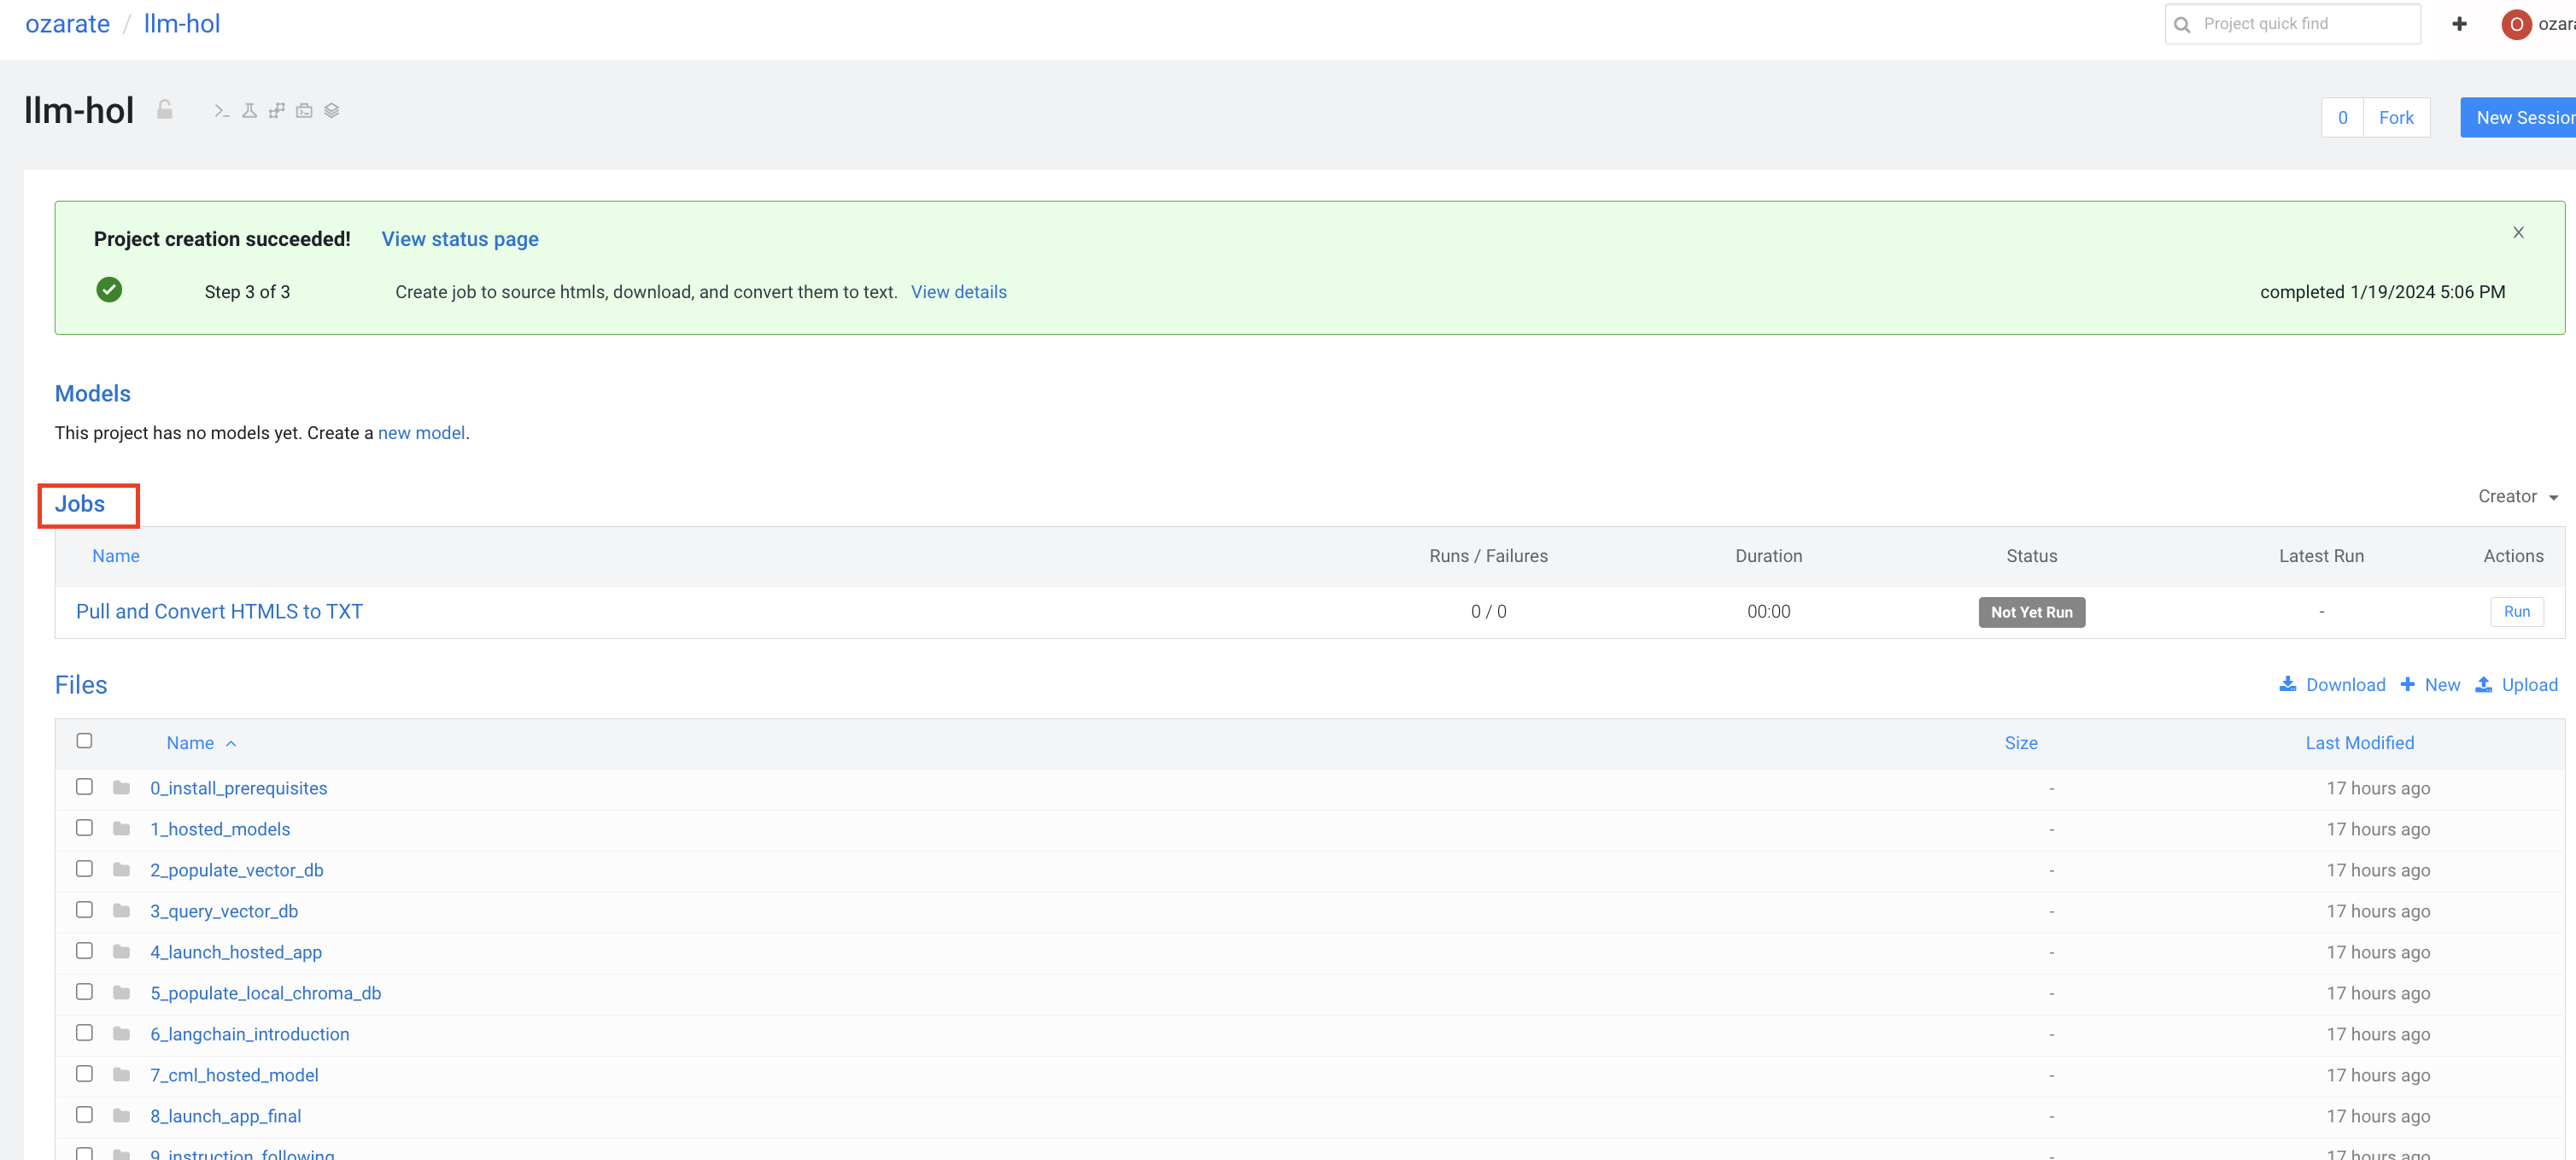 ozarate / llm-hol
Project quick find
O ozara
llm-hol
0 Fork New Session
Project creation succeeded! View status page X
Step 3 of 3 Create job to source htmls, download, and convert them to text. View details completed 1/19/2024 5:06 PM
Models
This project has no models yet. Create a new model.
Jobs Creator
Name Runs / Failures Duration Status Latest Run Actions
Pull and Convert HTMLS to TXT 0 / 0 00:00 Not Yet Run - Run
Files Download New Upload
Name Size Last Modified
0_install_prerequisites - 17 hours ago
1_hosted_models - 17 hours ago
2_populate_vector_db - 17 hours ago
3_query_vector_db - 17 hours ago
4_launch_hosted_app - 17 hours ago
5_populate_local_chroma_db - 17 hours ago
6_langchain_introduction - 17 hours ago
7_cml_hosted_model - 17 hours ago
8_launch_app_final - 17 hours ago
9_instruction_following - 17 hours ago